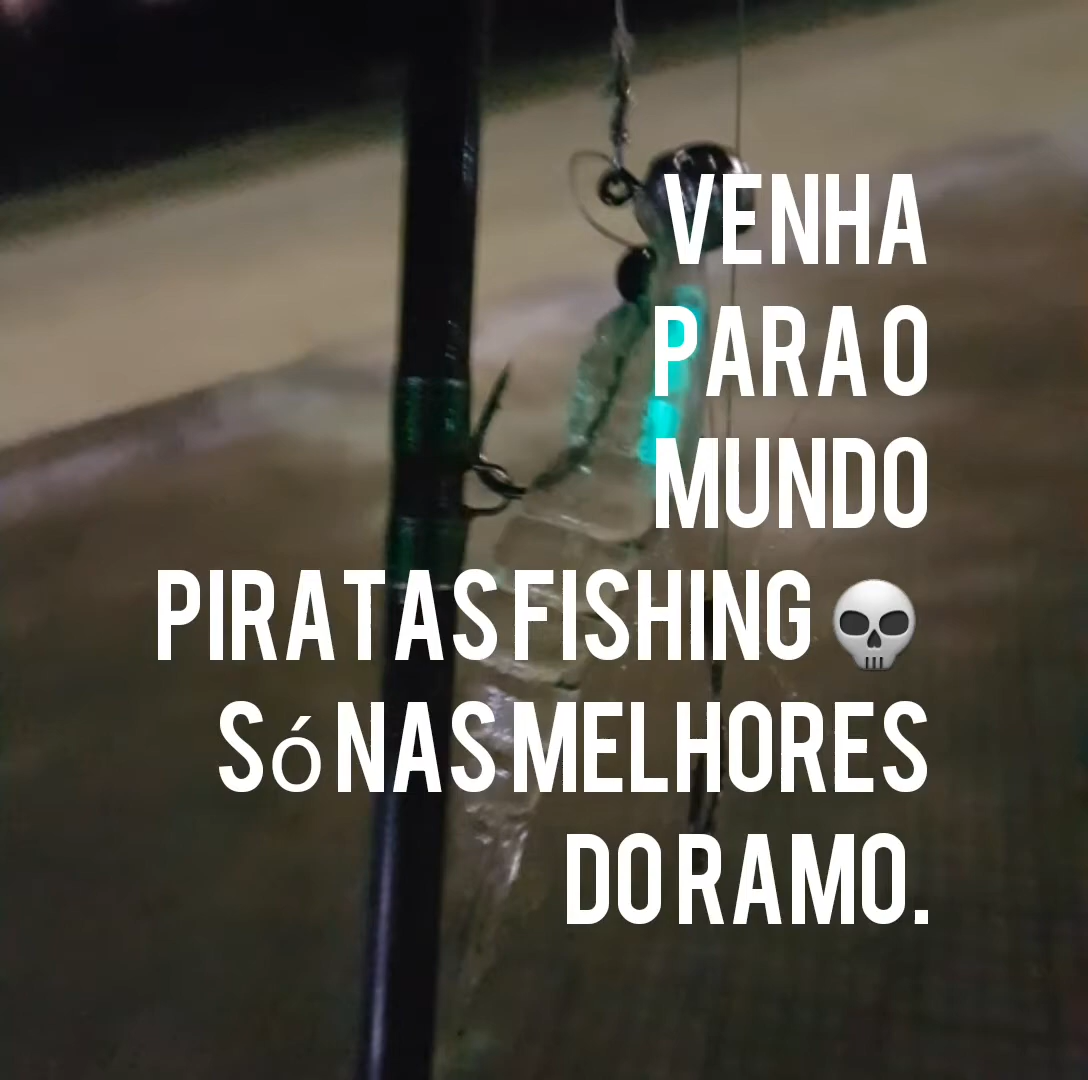 VENHA
PARA O
MUNDO
PIRATAS FISHING 💀
Só NAS MELHORES
DO RAMO.